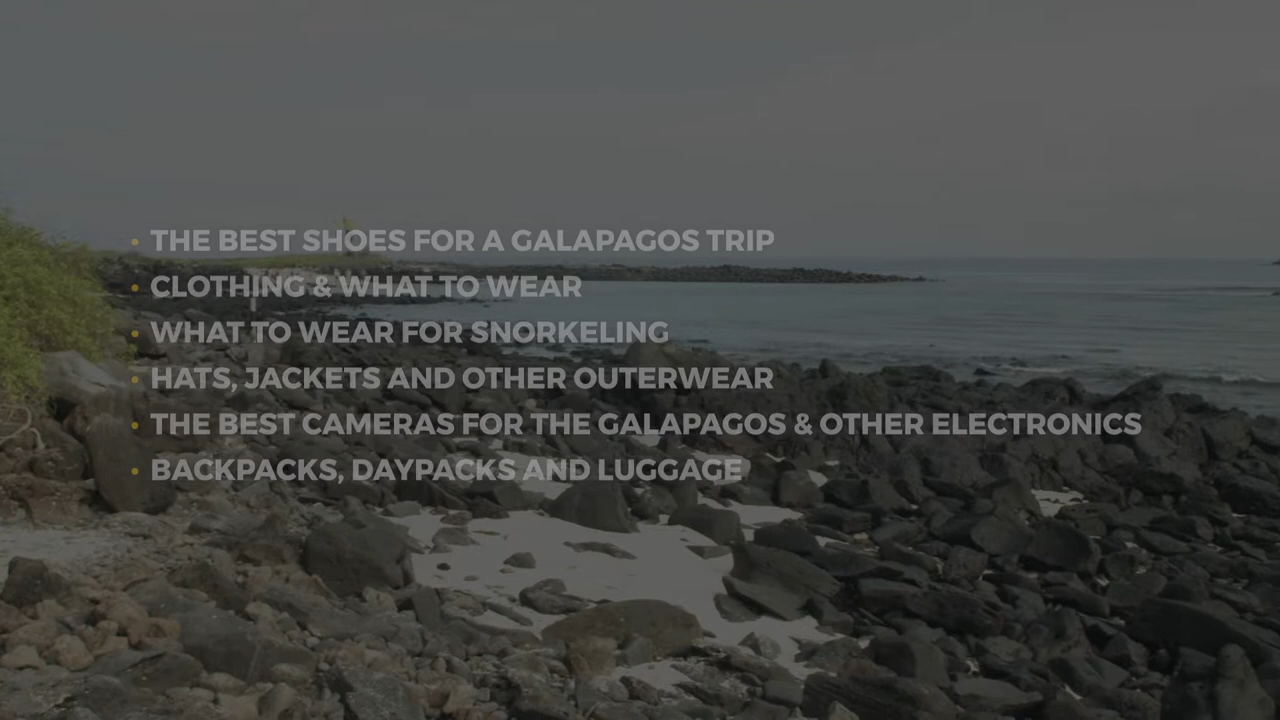 • THE BEST SHOES FOR A GALAPAGOS TRIP
• CLOTHING & WHAT TO WEAR
• WHAT TO WEAR FOR SNORKELING
• HATS, JACKETS AND OTHER OUTERWEAR
• THE BEST CAMERAS FOR THE GALAPAGOS & OTHER ELECTRONICS
• BACKPACKS, DAYPACKS AND LUGGAGE